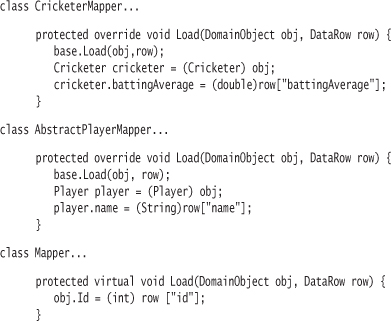 class CricketerMapper...
protected override void Load(DomainObject obj, DataRow row) {
base.Load(obj,row);
Cricketer cricketer = (Cricketer) obj;
cricketer.battingAverage = (double)row["battingAverage"];
}
class AbstractPlayerMapper...
protected override void Load(DomainObject obj, DataRow row) {
base.Load(obj, row);
Player player = (Player) obj;
player.name = (String)row["name"];
}
class Mapper...
protected virtual void Load(DomainObject obj, DataRow row) {
obj.Id = (int) row ["id"];
}